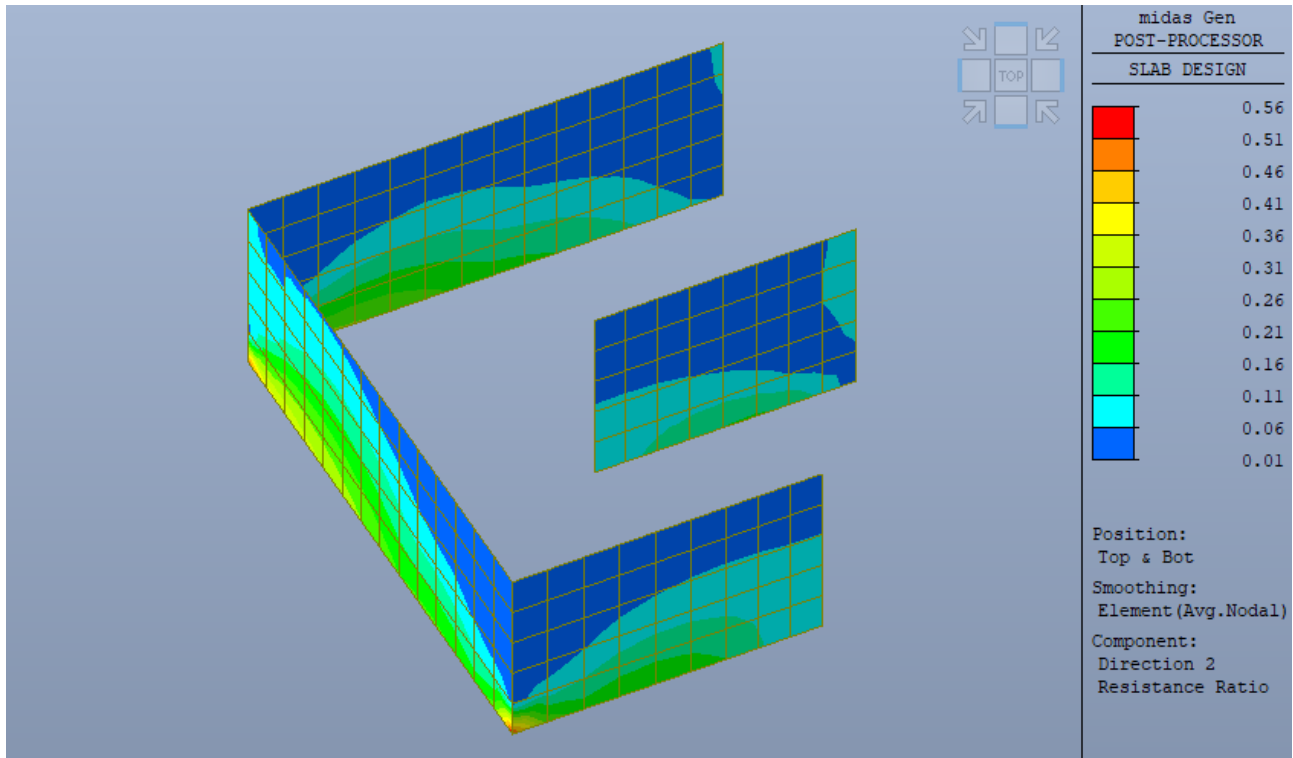 TOP
midas Gen
POST-PROCESSOR
SLAB DESIGN
0.56
0.51
0.46
0.41
0.36
0.31
0.26
0.21
0.16
0.11
0.06
0.01
Position:
Top & Bot
Smoothing:
Element(Avg.Nodal)
Component:
Direction 2
Resistance Ratio